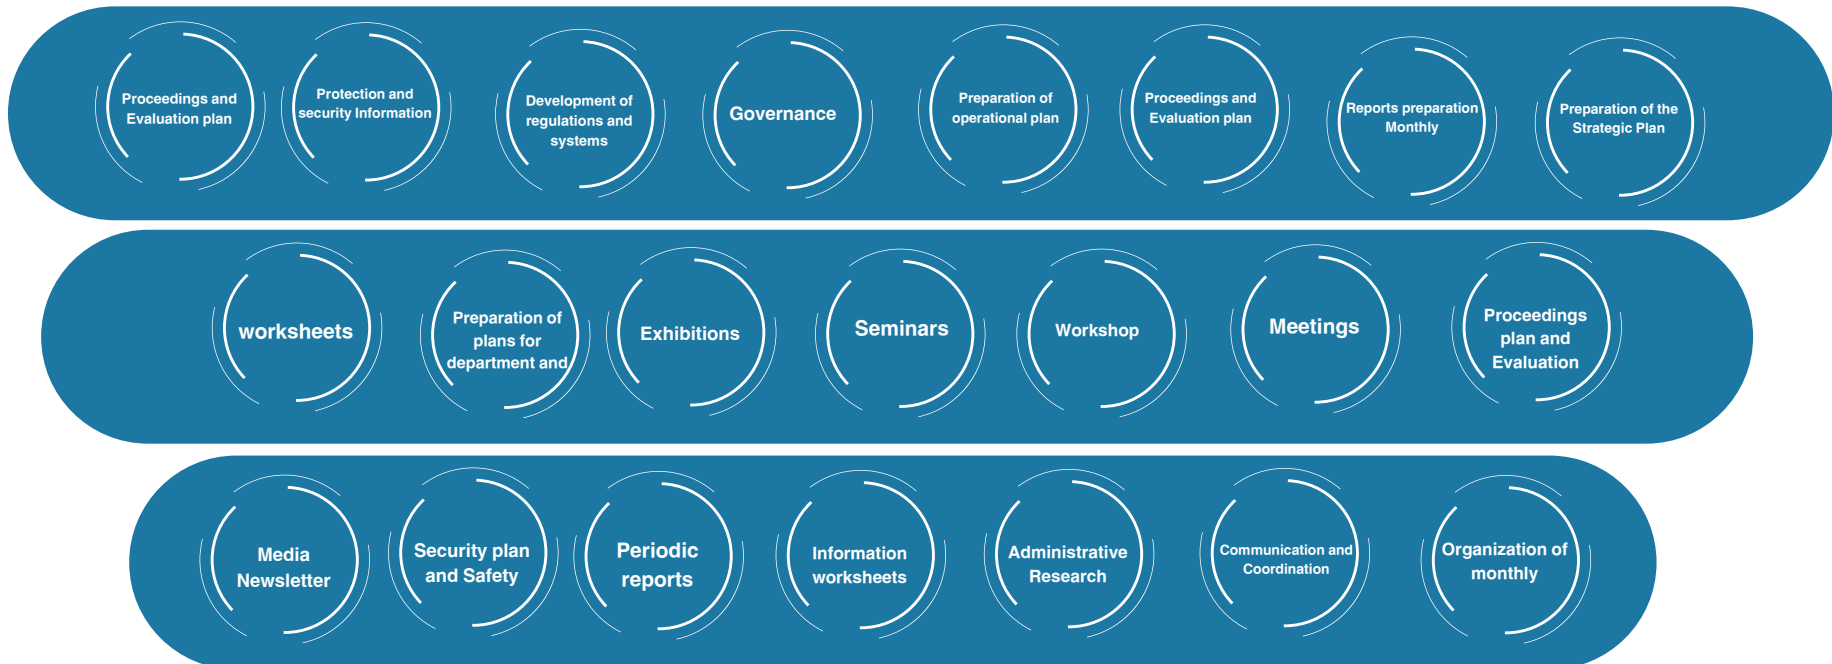 Proceedings and
Evaluation plan
Protection and
security Information
Development of
regulations and
systems
Governance
Preparation of
operational plan
Proceedings and
Evaluation plan
Reports preparation
Monthly
Preparation of the
Strategic Plan
worksheets
Preparation of
plans for
department and
Exhibitions
Seminars
Workshop
Meetings
Proceedings
plan and
Evaluation
Media
Newsletter
Security plan
and Safety
Periodic
reports
Information
worksheets
Administrative
Research
Communication and
Coordination
Organization of
monthly